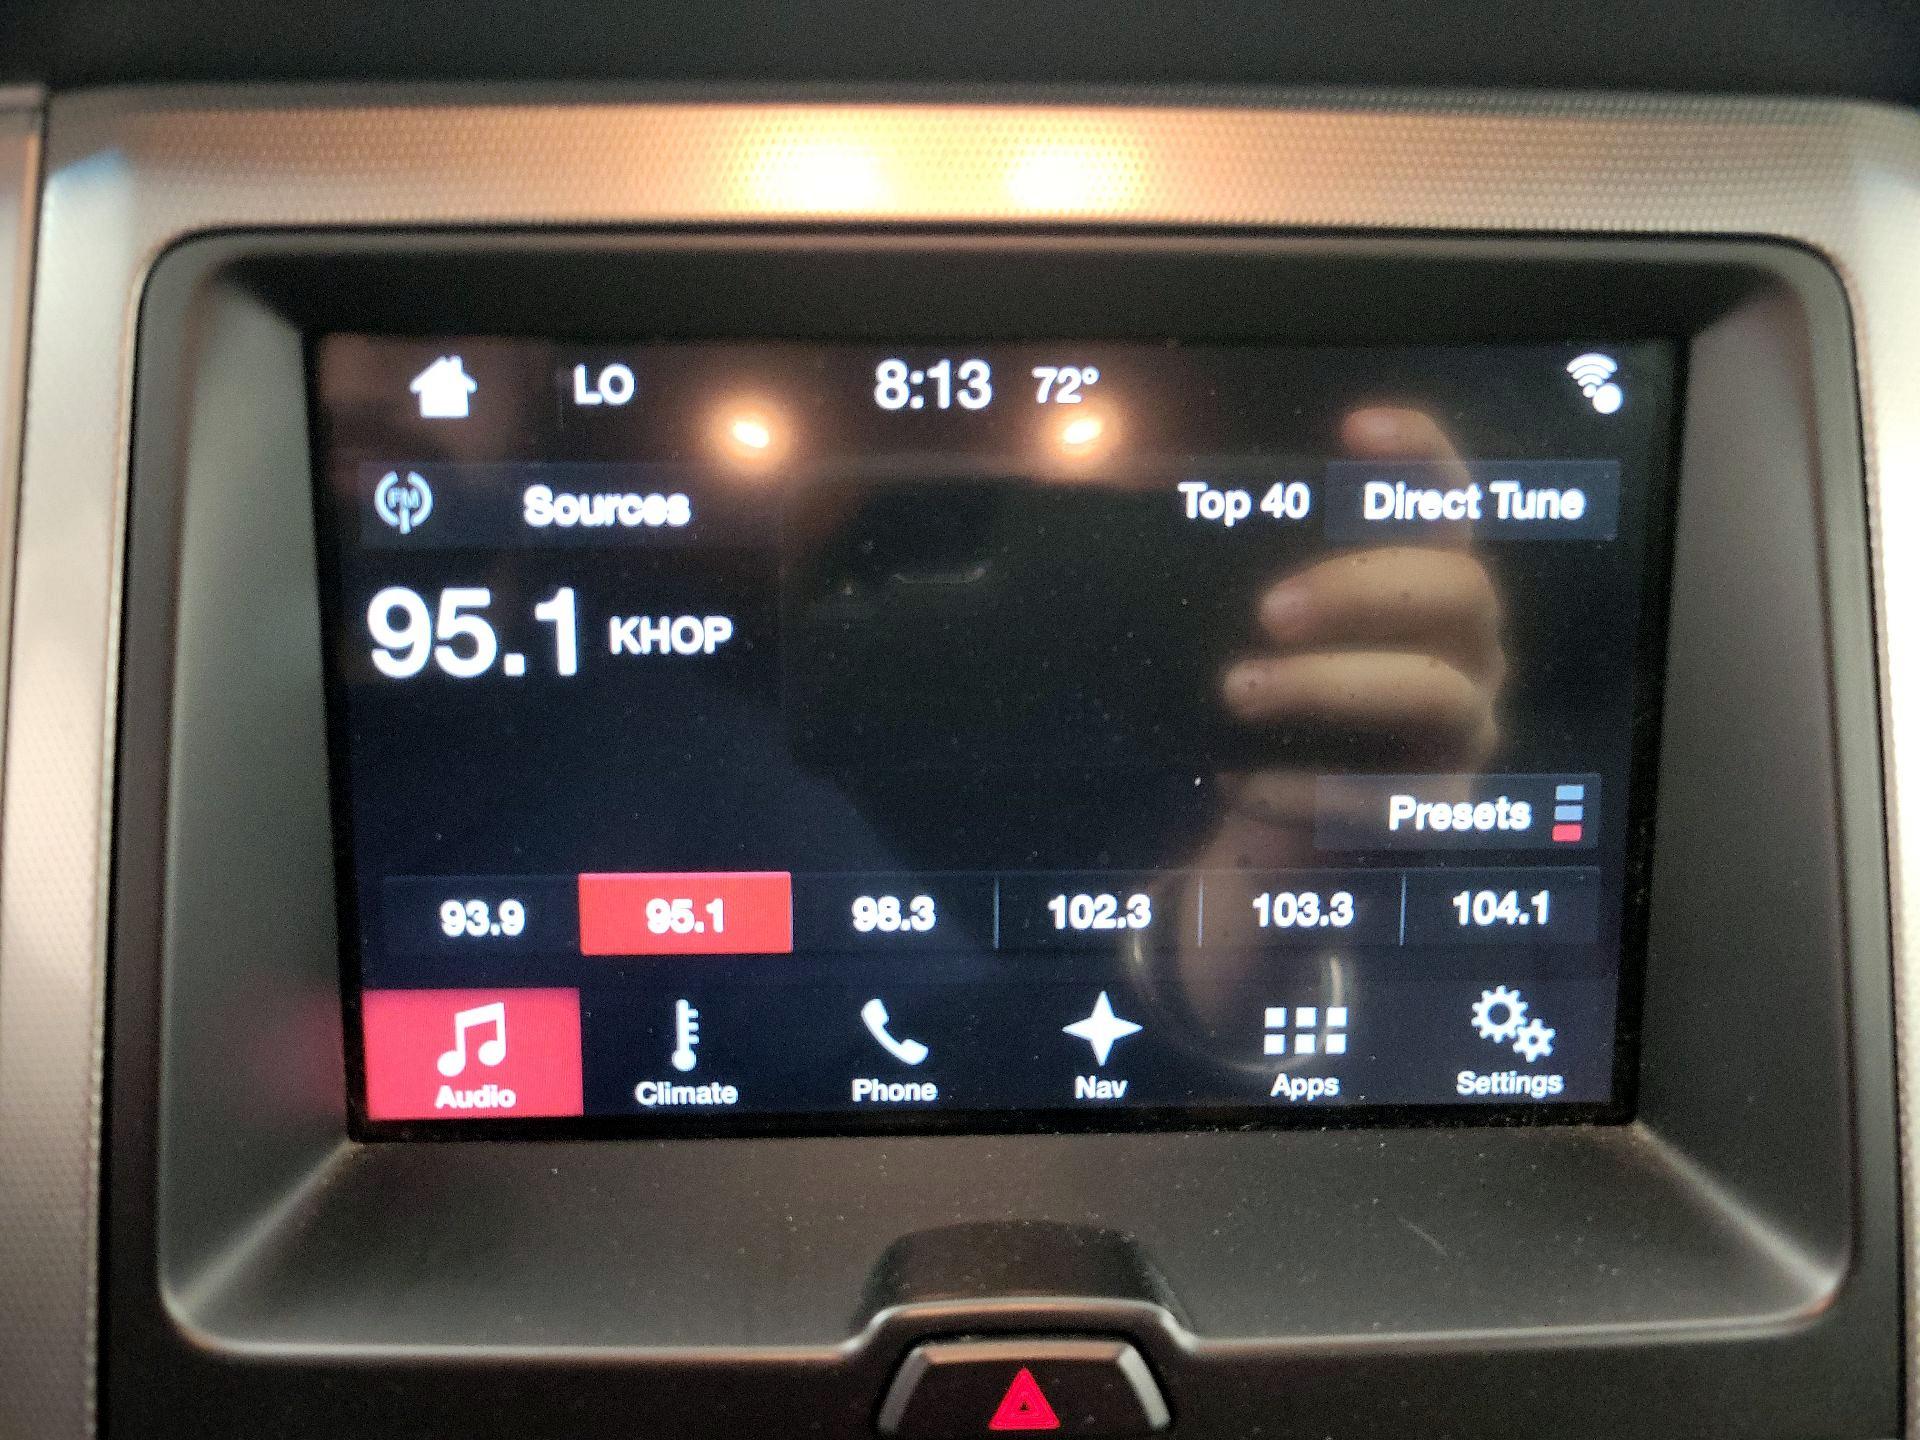 LO 8:13 72°
FM Sources Top 40 Direct Tune
95.1 KHOP
Presets
93.9 95.1 98.3 102.3 103.3 104.1
Audio Climate Phone Nav Apps Settings